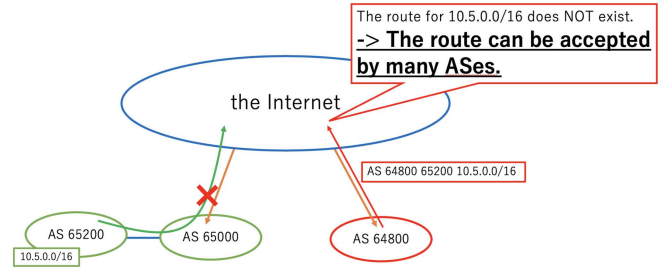 The route for 10.5.0.0/16 does NOT exist.
-> The route can be accepted
by many ASes.
the Internet
AS 64800 65200 10.5.0.0/16
AS 65200
AS 65000
AS 64800
10.5.0.0/16